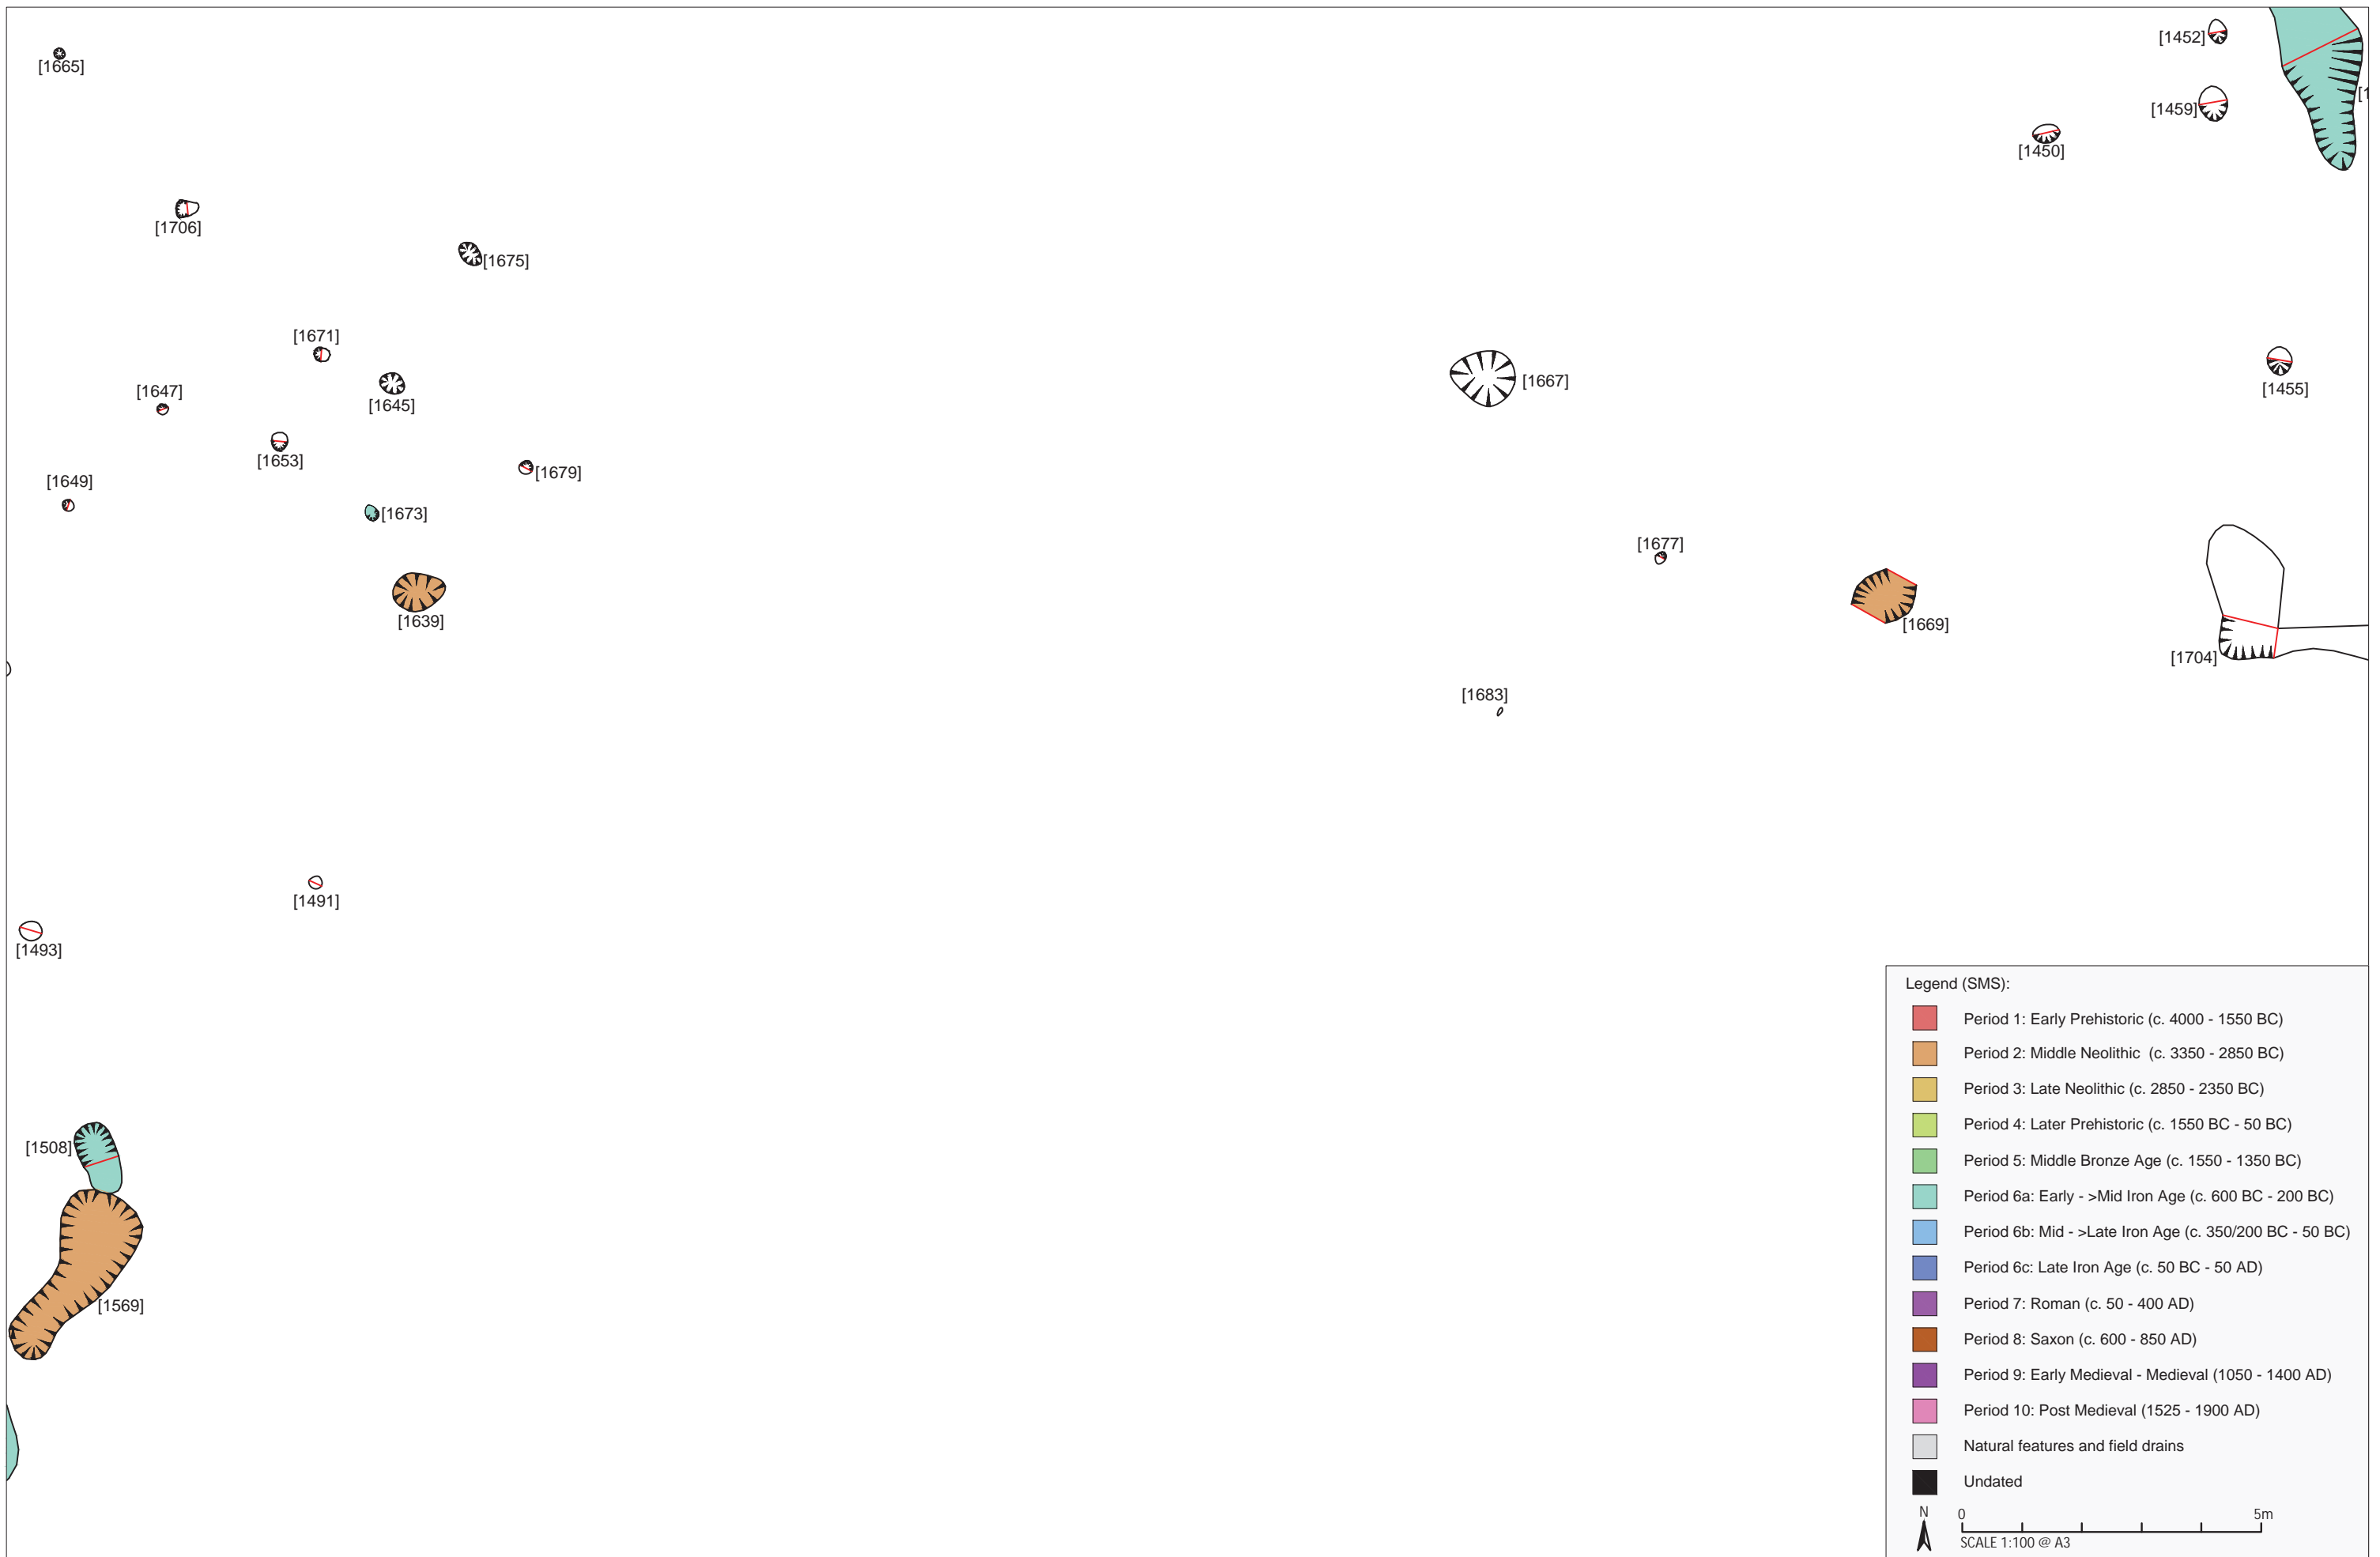 [1665]
[1452]
[1
[1459]
[1450]
[1706]
[1675]
[1671]
[1667]
[1647]
[1645]
[1455]
[1653]
[1679]
[1649]
[1673]
[1677]
[1639]
[1669]
[1704]
[1683]
[1491]
[1493]
[1508]
[1569]
Legend (SMS):
Period 1: Early Prehistoric (c. 4000 - 1550 BC)
Period 2: Middle Neolithic (c. 3350 - 2850 BC)
Period 3: Late Neolithic (c. 2850 - 2350 BC)
Period 4: Later Prehistoric (c. 1550 BC - 50 BC)
Period 5: Middle Bronze Age (c. 1550 - 1350 BC)
Period 6a: Early - >Mid Iron Age (c. 600 BC - 200 BC)
Period 6b: Mid - >Late Iron Age (c. 350/200 BC - 50 BC)
Period 6c: Late Iron Age (c. 50 BC - 50 AD)
Period 7: Roman (c. 50 - 400 AD)
Period 8: Saxon (c. 600 - 850 AD)
Period 9: Early Medieval - Medieval (1050 - 1400 AD)
Period 10: Post Medieval (1525 - 1900 AD)
Natural features and field drains
Undated
N 0 5m
SCALE 1:100 @ A3